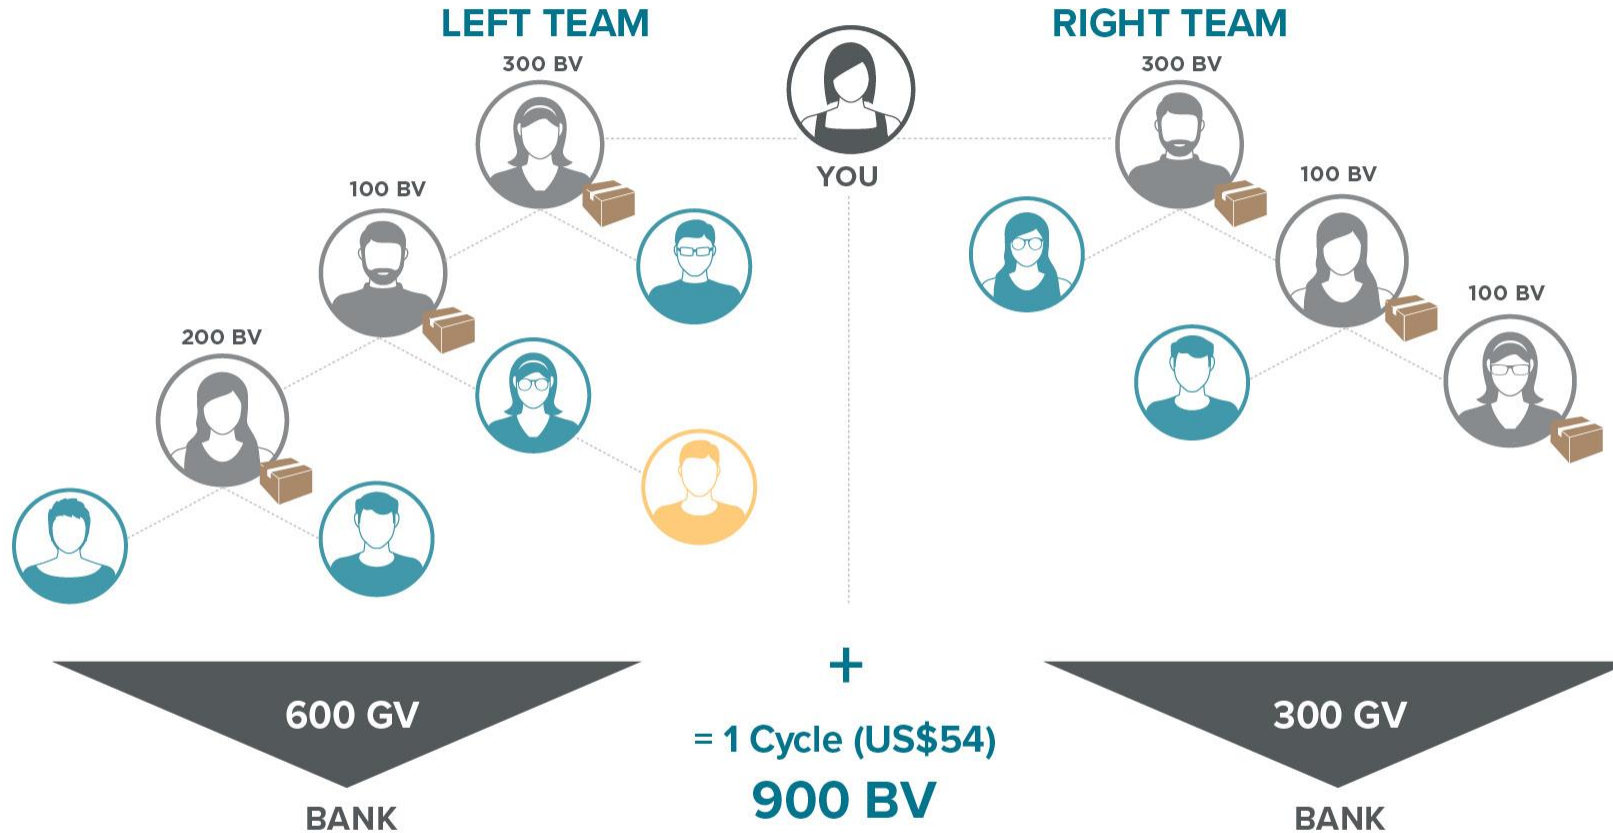 LEFT TEAM
RIGHT TEAM
300 BV
300 BV
YOU
100 BV
100 BV
200 BV
100 BV
600 GV
BANK
+
= 1 Cycle (US$54)
900 BV
300 GV
BANK